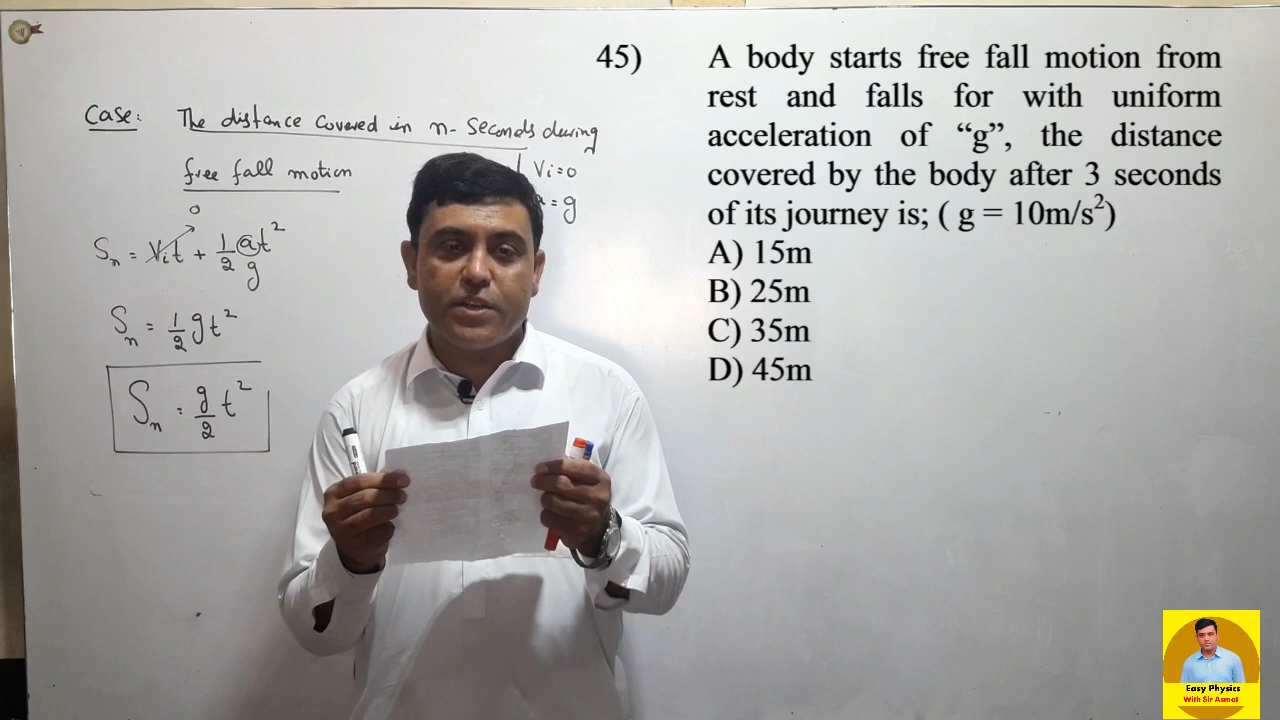 Case: The distance covered in n- seconds during
free fall motion
Vi=0
= g
0
Sn = Vit + 1/2 at²
g
Sn = 1/2 gt²
Sn = g/2 t²
45) A body starts free fall motion from
rest and falls for with uniform
acceleration of “g”, the distance
covered by the body after 3 seconds
of its journey is; ( g = 10m/s²)
A) 15m
B) 25m
C) 35m
D) 45m
Easy Physics
With Sir Asmat